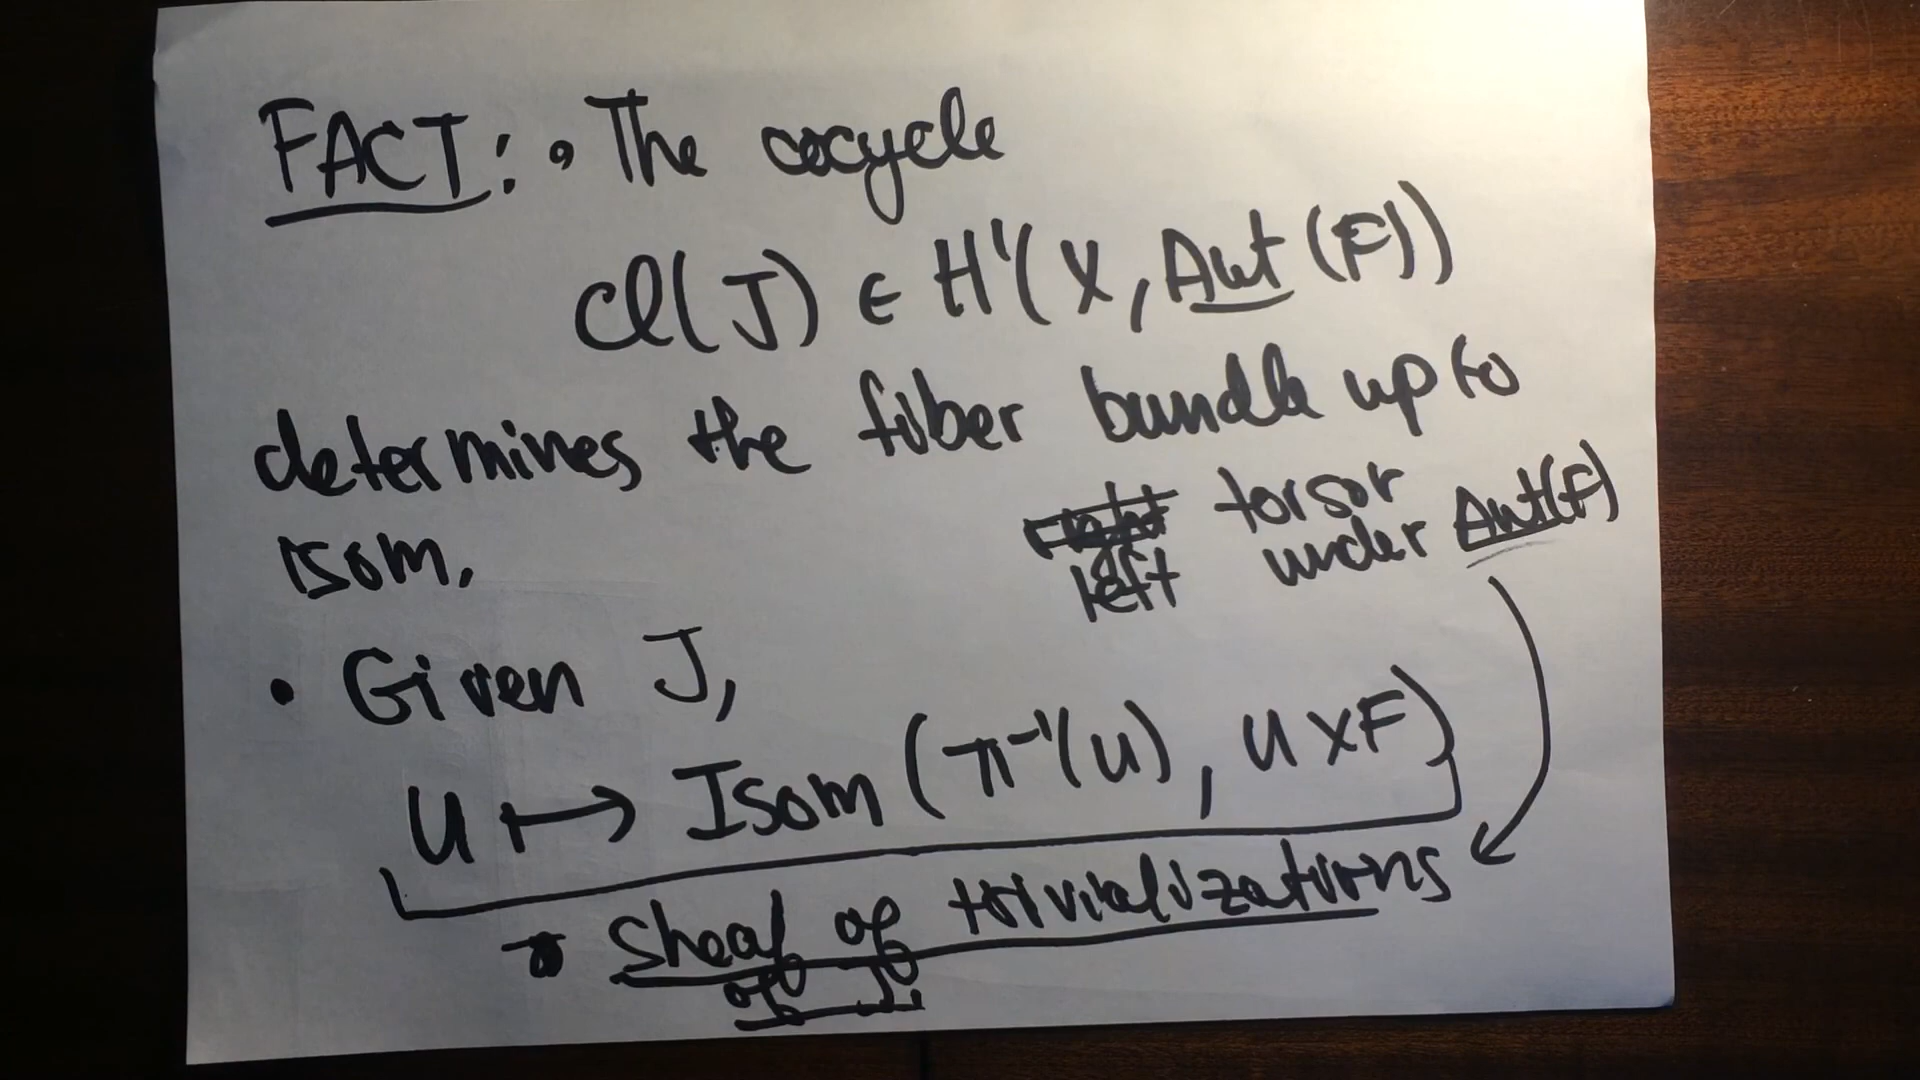 FACT: • The cocycle
cl(J) ∈ H¹(X, Aut(F))
determines the fiber bundle up to
isom.
torsor
left under Aut(F)
• Given J,
U ↦ Isom(π⁻¹(U), U×F)
Sheaf of trivializations
of J.